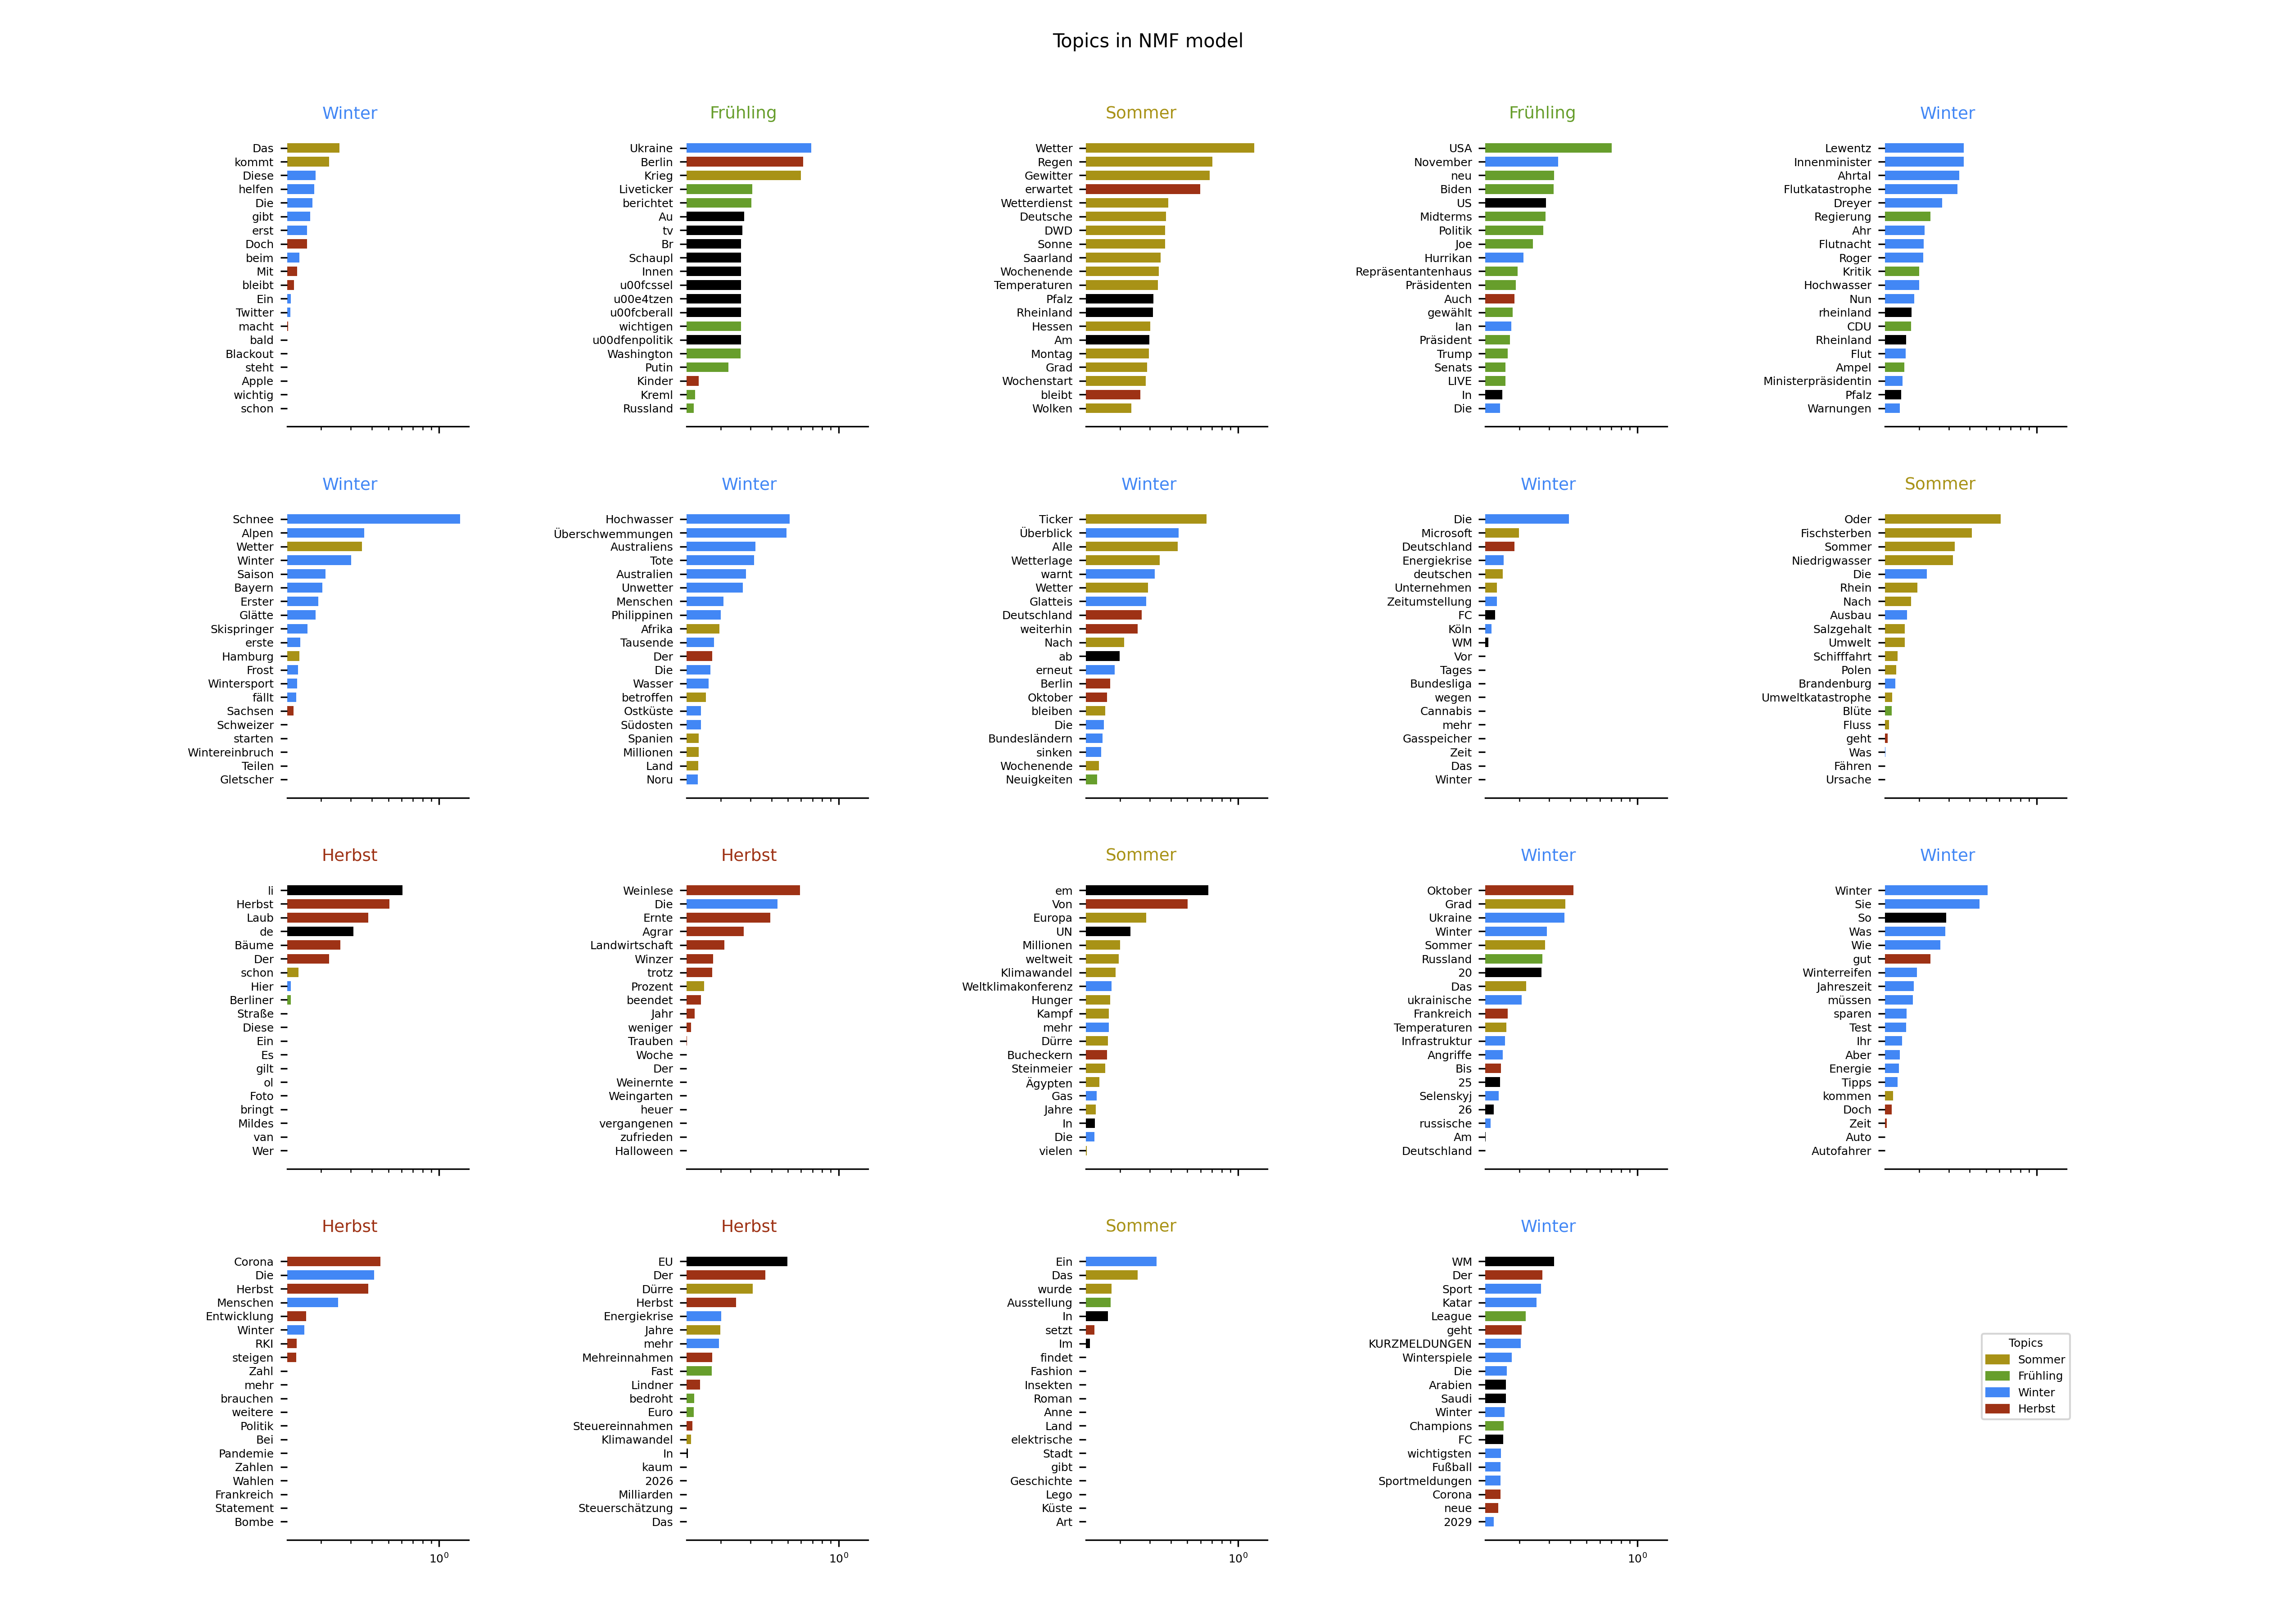 Topics in NMF model
Winter
Das
kommt
Diese
helfen
Die
gibt
erst
Doch
beim
Mit
bleibt
Ein
Twitter
macht
bald
Blackout
steht
Apple
wichtig
schon
Frühling
Ukraine
Berlin
Krieg
Liveticker
berichtet
Au
tv
Br
Schaupl
Innen
u00fcssel
u00e4tzen
u00fcberall
wichtigen
u00dfenpolitik
Washington
Putin
Kinder
Kreml
Russland
Sommer
Wetter
Regen
Gewitter
erwartet
Wetterdienst
Deutsche
DWD
Sonne
Saarland
Wochenende
Temperaturen
Pfalz
Rheinland
Hessen
Am
Montag
Grad
Wochenstart
bleibt
Wolken
Frühling
USA
November
neu
Biden
US
Midterms
Politik
Joe
Hurrikan
Repräsentantenhaus
Präsidenten
Auch
gewählt
Ian
Präsident
Trump
Senats
LIVE
In
Die
Winter
Lewentz
Innenminister
Ahrtal
Flutkatastrophe
Dreyer
Regierung
Ahr
Flutnacht
Roger
Kritik
Hochwasser
Nun
rheinland
CDU
Rheinland
Flut
Ampel
Ministerpräsidentin
Pfalz
Warnungen
Winter
Schnee
Alpen
Wetter
Winter
Saison
Bayern
Erster
Glätte
Skispringer
erste
Hamburg
Frost
Wintersport
fällt
Sachsen
Schweizer
starten
Wintereinbruch
Teilen
Gletscher
Winter
Hochwasser
Überschwemmungen
Australiens
Tote
Australien
Unwetter
Menschen
Philippinen
Afrika
Tausende
Der
Die
Wasser
betroffen
Ostküste
Südosten
Spanien
Millionen
Land
Noru
Winter
Ticker
Überblick
Alle
Wetterlage
warnt
Wetter
Glatteis
Deutschland
weiterhin
Nach
ab
erneut
Berlin
Oktober
bleiben
Die
Bundesländern
sinken
Wochenende
Neuigkeiten
Winter
Die
Microsoft
Deutschland
Energiekrise
deutschen
Unternehmen
Zeitumstellung
FC
Köln
WM
Vor
Tages
Bundesliga
wegen
Cannabis
mehr
Gasspeicher
Zeit
Das
Winter
Sommer
Oder
Fischsterben
Sommer
Niedrigwasser
Die
Rhein
Nach
Ausbau
Salzgehalt
Umwelt
Schifffahrt
Polen
Brandenburg
Umweltkatastrophe
Blüte
Fluss
geht
Was
Fähren
Ursache
Herbst
li
Herbst
Laub
de
Bäume
Der
schon
Hier
Berliner
Straße
Diese
Ein
Es
gilt
ol
Foto
bringt
Mildes
van
Wer
Herbst
Weinlese
Die
Ernte
Agrar
Landwirtschaft
Winzer
trotz
Prozent
beendet
Jahr
weniger
Trauben
Woche
Der
Weinernte
Weingarten
heuer
vergangenen
zufrieden
Halloween
Sommer
em
Von
Europa
UN
Millionen
weltweit
Klimawandel
Weltklimakonferenz
Hunger
Kampf
mehr
Dürre
Bucheckern
Steinmeier
Ägypten
Gas
Jahre
In
Die
vielen
Winter
Oktober
Grad
Ukraine
Winter
Sommer
Russland
20
Das
ukrainische
Frankreich
Temperaturen
Infrastruktur
Angriffe
Bis
25
Selenskyj
26
russische
Am
Deutschland
Winter
Winter
Sie
So
Was
Wie
gut
Winterreifen
Jahreszeit
müssen
sparen
Test
Ihr
Aber
Energie
Tipps
kommen
Doch
Zeit
Auto
Autofahrer
Herbst
Corona
Die
Herbst
Menschen
Entwicklung
Winter
RKI
steigen
Zahl
mehr
brauchen
weitere
Politik
Bei
Pandemie
Zahlen
Wahlen
Frankreich
Statement
Bombe
10⁰
Herbst
EU
Der
Dürre
Herbst
Energiekrise
Jahre
mehr
Mehreinnahmen
Fast
Lindner
bedroht
Euro
Steuereinnahmen
Klimawandel
In
kaum
2026
Milliarden
Steuerschätzung
Das
10⁰
Sommer
Ein
Das
wurde
Ausstellung
In
setzt
Im
findet
Fashion
Insekten
Roman
Anne
Land
elektrische
Stadt
gibt
Geschichte
Lego
Küste
Art
10⁰
Winter
WM
Der
Sport
Katar
League
geht
KURZMELDUNGEN
Winterspiele
Die
Arabien
Saudi
Winter
Champions
FC
wichtigsten
Fußball
Sportmeldungen
Corona
neue
2029
10⁰
Topics
Sommer
Frühling
Winter
Herbst